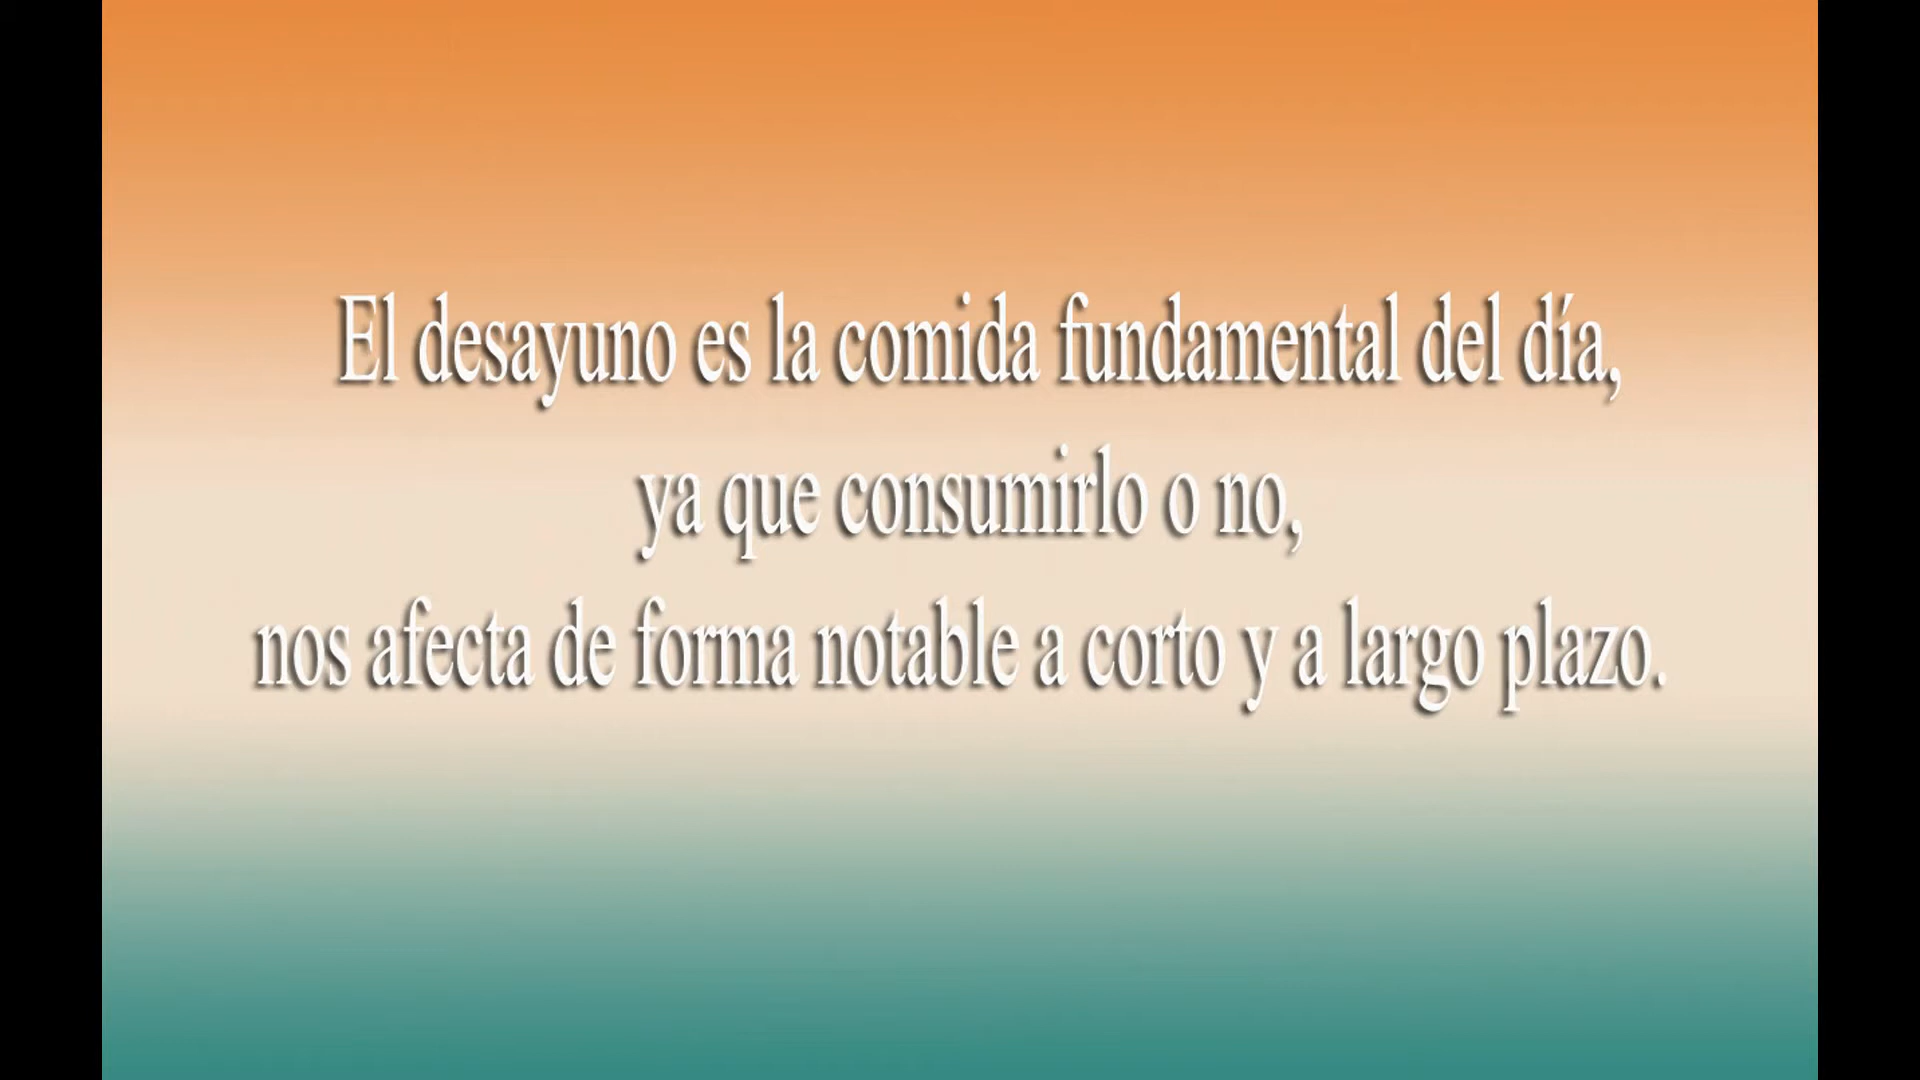 El desayuno es la comida fundamental del día,
ya que consumirlo o no,
nos afecta de forma notable a corto y a largo plazo.